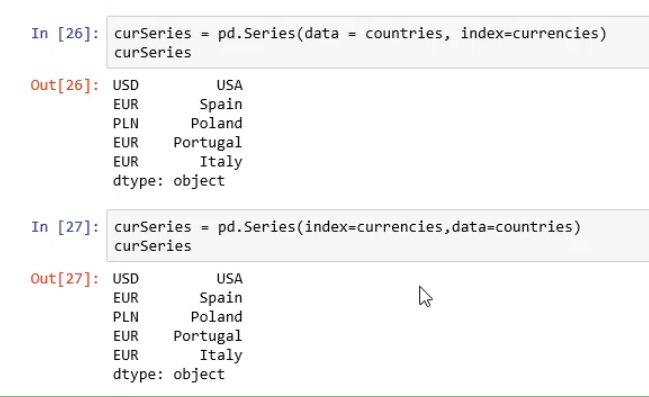 In [26]: curSeries = pd.Series(data = countries, index=currencies)
curSeries
Out[26]: USD USA
EUR Spain
PLN Poland
EUR Portugal
EUR Italy
dtype: object
In [27]: curSeries = pd.Series(index=currencies,data=countries)
curSeries
Out[27]: USD USA
EUR Spain
PLN Poland
EUR Portugal
EUR Italy
dtype: object